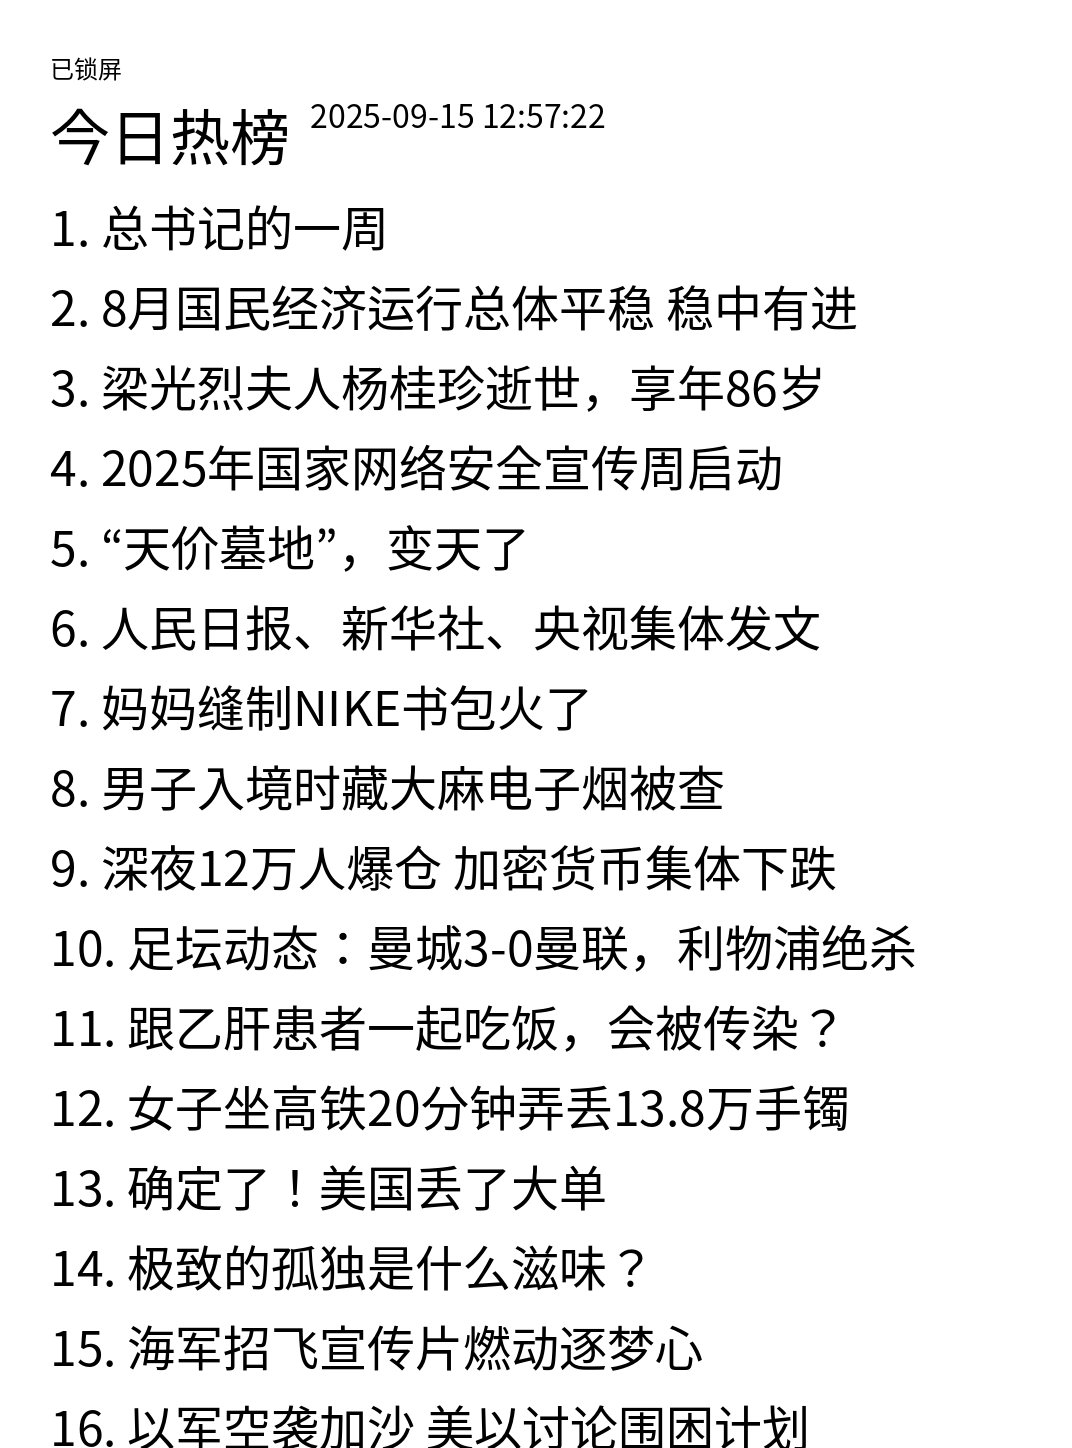 已锁屏
今日热榜 2025-09-15 12:57:22
1. 总书记的一周
2. 8月国民经济运行总体平稳 稳中有进
3. 梁光烈夫人杨桂珍逝世，享年86岁
4. 2025年国家网络安全宣传周启动
5. “天价墓地”，变天了
6. 人民日报、新华社、央视集体发文
7. 妈妈缝制NIKE书包火了
8. 男子入境时藏大麻电子烟被查
9. 深夜12万人爆仓 加密货币集体下跌
10. 足坛动态：曼城3-0曼联，利物浦绝杀
11. 跟乙肝患者一起吃饭，会被传染？
12. 女子坐高铁20分钟弄丢13.8万手镯
13. 确定了！美国丢了大单
14. 极致的孤独是什么滋味？
15. 海军招飞宣传片燃动逐梦心
16. 以军空袭加沙 美以讨论围困计划